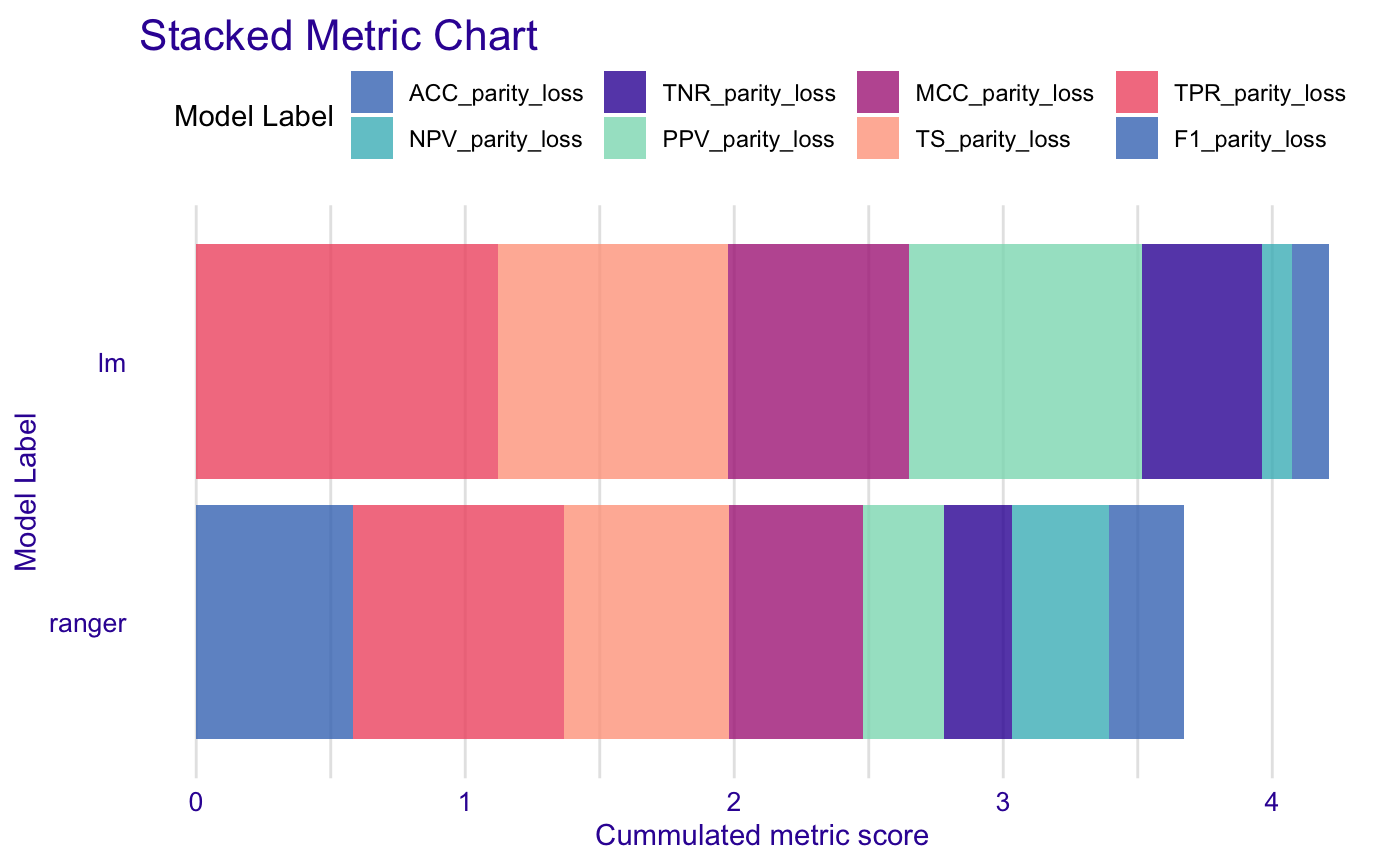 Stacked Metric Chart
Model Label
ACC_parity_loss TNR_parity_loss MCC_parity_loss TPR_parity_loss
NPV_parity_loss PPV_parity_loss TS_parity_loss F1_parity_loss
Model Label
lm
ranger
0 1 2 3 4
Cummulated metric score